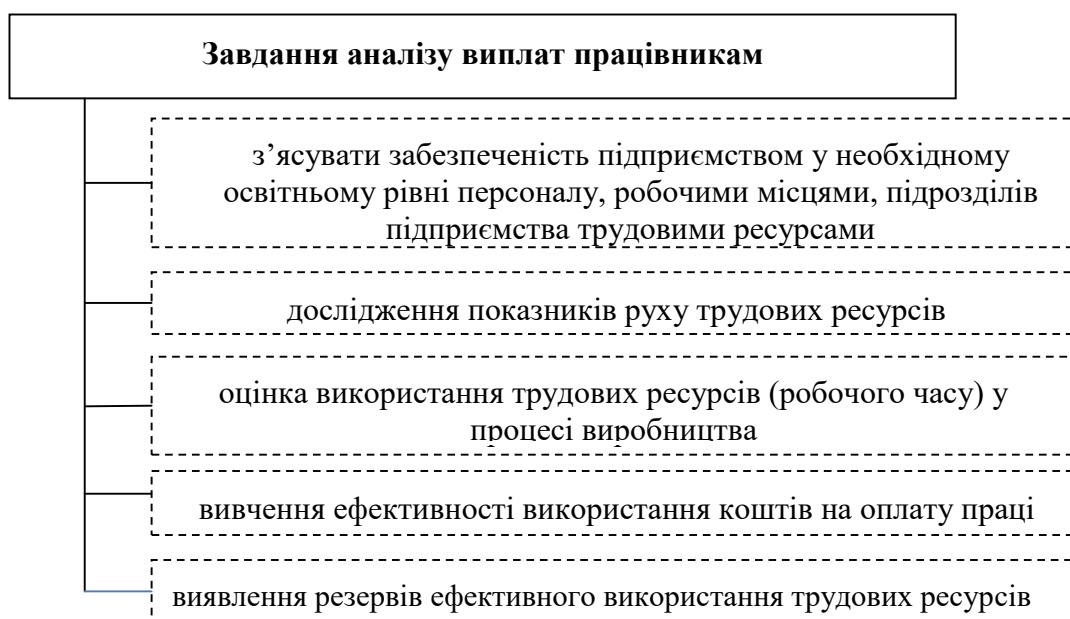 Завдання аналізу виплат працівникам
з’ясувати забезпеченість підприємством у необхідному
освітньому рівні персоналу, робочими місцями, підрозділів
підприємства трудовими ресурсами
дослідження показників руху трудових ресурсів
оцінка використання трудових ресурсів (робочого часу) у
процесі виробництва
вивчення ефективності використання коштів на оплату праці
виявлення резервів ефективного використання трудових ресурсів